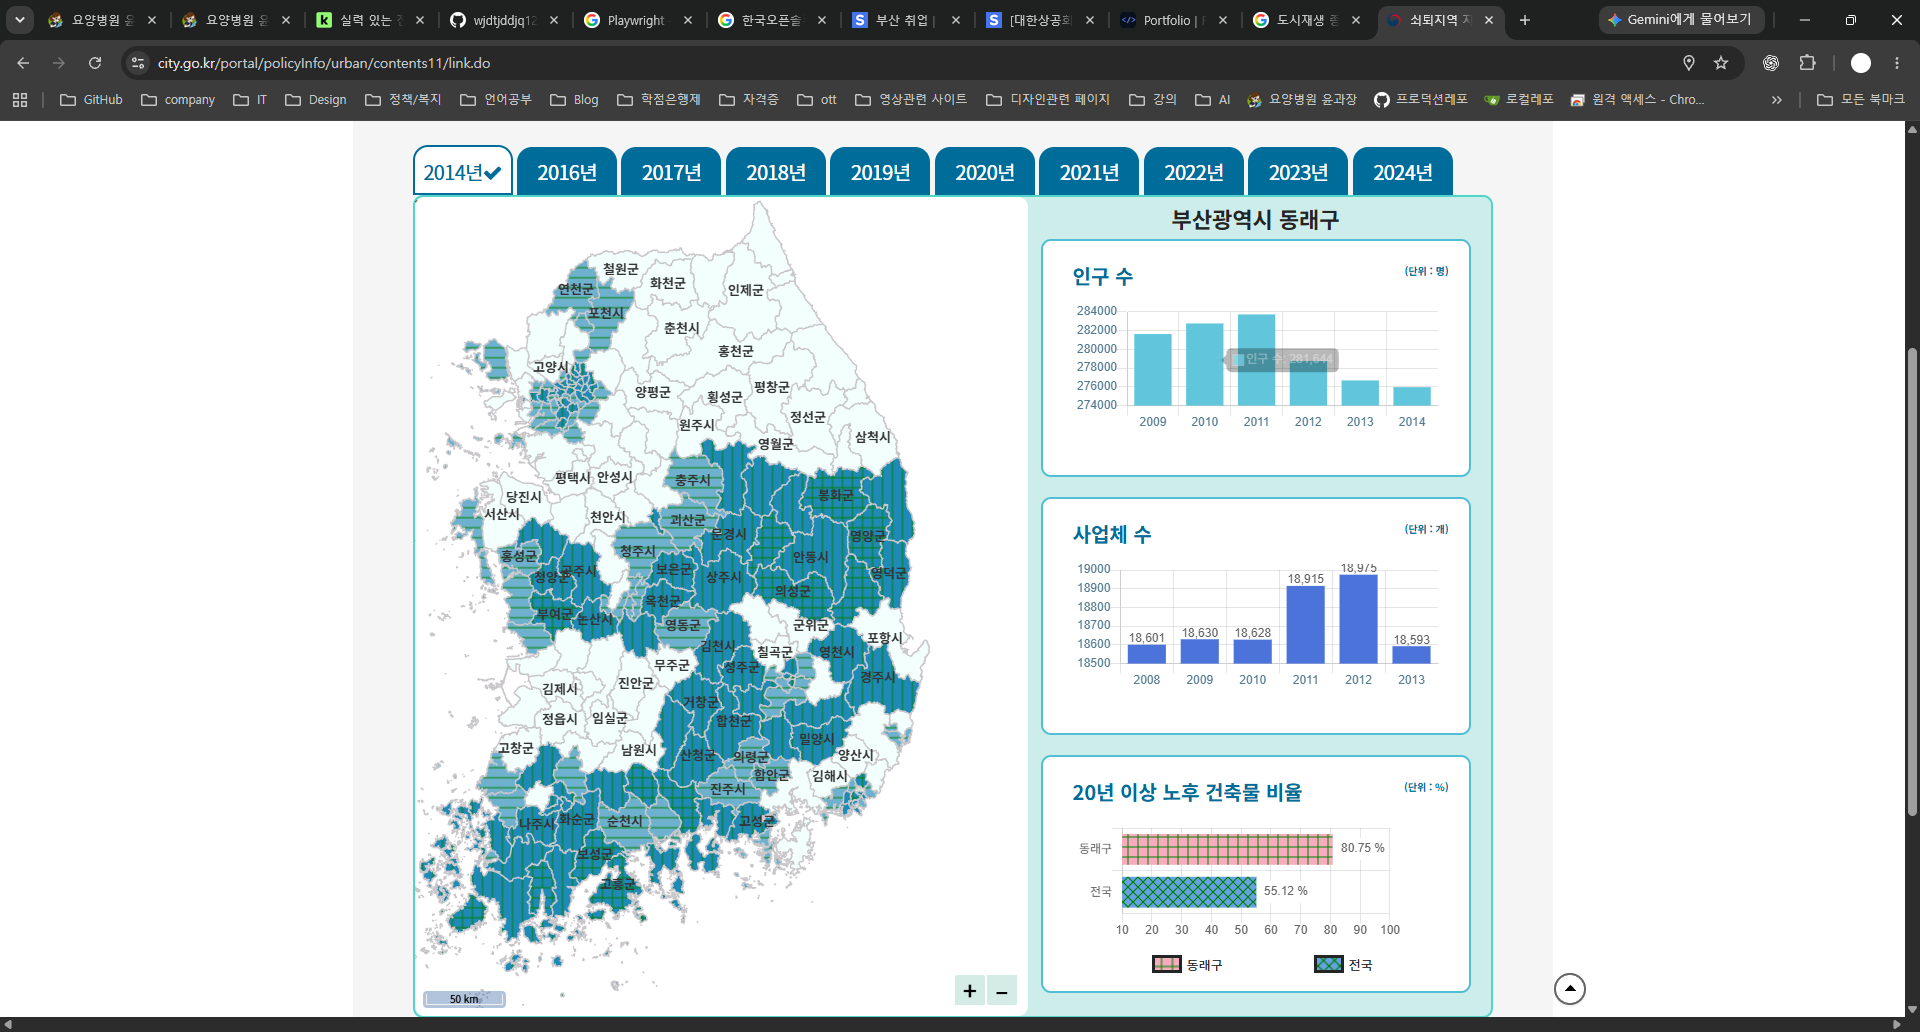 요양병원 윤
요양병원 윤
실력 있는
wjdtjddjq12
Playwright
한국오픈솔
부산 취업 |
[대한상공회
Portfolio |
도시재생 종
쇠퇴지역 지
Gemini에게 물어보기
city.go.kr/portal/policyInfo/urban/contents11/link.do
GitHub
company
IT
Design
정책/복지
언어공부
Blog
학점은행제
자격증
ott
영상관련 사이트
디자인관련 페이지
강의
AI
요양병원 윤과장
프로덕션레포
로컬레포
원격 액세스 - Chro...
모든 북마크
2014년
2016년
2017년
2018년
2019년
2020년
2021년
2022년
2023년
2024년
철원군
연천군
화천군
인제군
포천시
춘천시
홍천군
고양시
양평군
횡성군
평창군
정선군
원주시
영월군
삼척시
평택시
안성시
충주시
당진시
서산시
천안시
봉화군
괴산군
문경시
영양군
홍성군
청주시
안동시
청양군
공주시
보은군
상주시
영덕군
의성군
부여군
논산시
옥천군
영동군
군위군
포항시
김천시
칠곡군
영천시
무주군
성주군
경주시
김제시
진안군
거창군
정읍시
임실군
합천군
밀양시
고창군
남원시
산청군
의령군
양산시
함안군
김해시
진주시
나주시
화순군
순천시
고성군
보성군
고흥군
50 km
+
−
부산광역시 동래구
인구 수
(단위 : 명)
284000
282000
280000
278000
276000
274000
인구 수: 281,644
2009 2010 2011 2012 2013 2014
사업체 수
(단위 : 개)
19000
18900
18800
18700
18600
18500
18,601 18,630 18,628 18,915 18,975 18,593
2008 2009 2010 2011 2012 2013
20년 이상 노후 건축물 비율
(단위 : %)
동래구 80.75 %
전국 55.12 %
10 20 30 40 50 60 70 80 90 100
동래구 전국